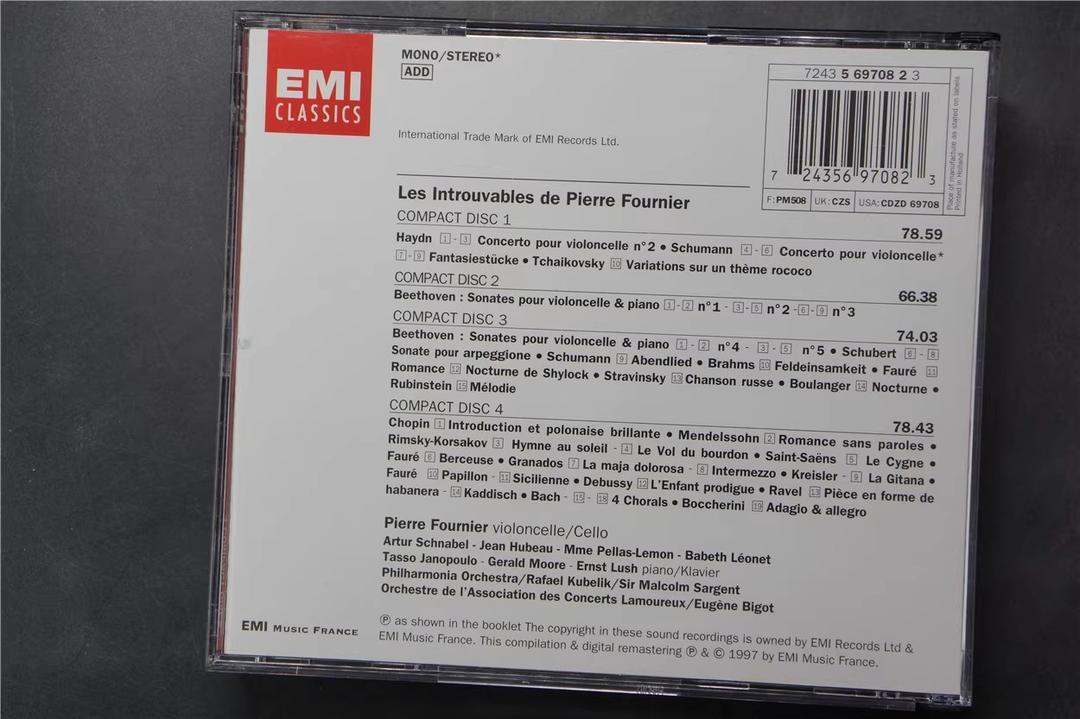 EMI
CLASSICS
MONO/STEREO*
ADD
International Trade Mark of EMI Records Ltd.
7243 5 69708 2 3
7 24356 97082 3
F: PM508 UK: CZS USA: CDZD 69708
Place of manufacture as stated on labels
Printed in Holland
Les Introuvables de Pierre Fournier
COMPACT DISC 1 78.59
Haydn 1 - 3 Concerto pour violoncelle n°2 • Schumann 4 - 6 Concerto pour violoncelle*
7 - 9 Fantasiestücke • Tchaikovsky 10 Variations sur un thème rococo
COMPACT DISC 2 66.38
Beethoven : Sonates pour violoncelle & piano 1 - 2 n°1 - 3 - 5 n°2 - 6 - 9 n°3
COMPACT DISC 3 74.03
Beethoven : Sonates pour violoncelle & piano 1 - 2 n°4 - 3 - 5 n°5 • Schubert 6 - 8
Sonate pour arpeggione • Schumann 9 Abendlied • Brahms 10 Feldeinsamkeit • Fauré 11
Romance 12 Nocturne de Shylock • Stravinsky 13 Chanson russe • Boulanger 14 Nocturne •
Rubinstein 15 Mélodie
COMPACT DISC 4 78.43
Chopin 1 Introduction et polonaise brillante • Mendelssohn 2 Romance sans paroles •
Rimsky-Korsakov 3 Hymne au soleil - 4 Le Vol du bourdon • Saint-Saëns 5 Le Cygne •
Fauré 6 Berceuse • Granados 7 La maja dolorosa - 8 Intermezzo • Kreisler - 9 La Gitana •
Fauré 10 Papillon - 11 Sicilienne • Debussy 12 L'Enfant prodigue • Ravel 13 Pièce en forme de
habanera - 14 Kaddisch • Bach - 15 - 18 4 Chorals • Boccherini 19 Adagio & allegro
Pierre Fournier violoncelle/Cello
Artur Schnabel - Jean Hubeau - Mme Pellas-Lemon - Babeth Léonet
Tasso Janopoulo - Gerald Moore - Ernst Lush piano/Klavier
Philharmonia Orchestra/Rafael Kubelik/Sir Malcolm Sargent
Orchestre de l'Association des Concerts Lamoureux/Eugène Bigot
EMI MUSIC FRANCE
℗ as shown in the booklet The copyright in these sound recordings is owned by EMI Records Ltd &
EMI Music France. This compilation & digital remastering ℗ & © 1997 by EMI Music France.